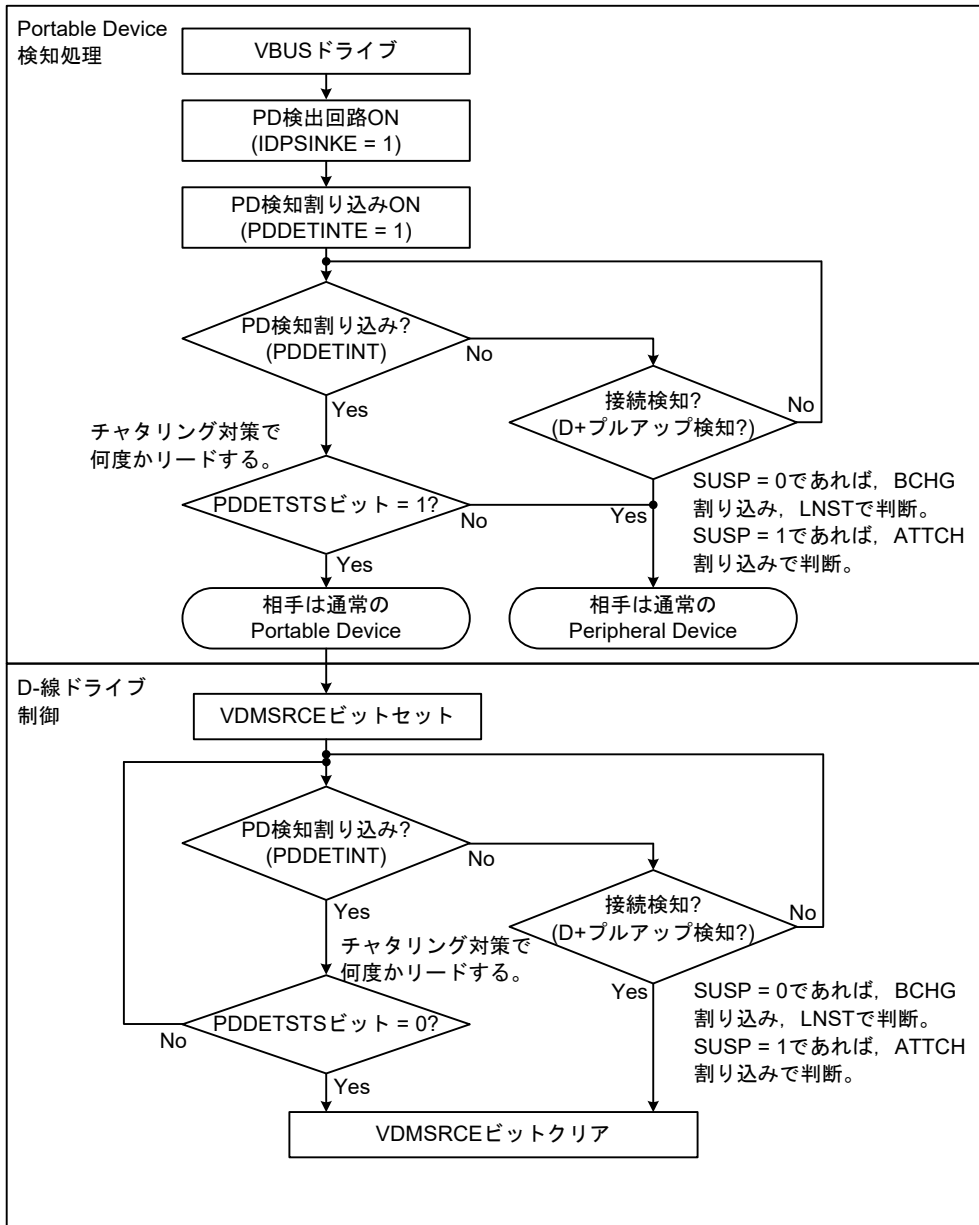 Portable Device
検知処理
VBUSドライブ
PD検出回路ON
(IDPSINKE = 1)
PD検知割り込みON
(PDDETINTE = 1)
PD検知割り込み?
(PDDETINT)
No
Yes
接続検知?
(D+プルアップ検知?)
No
チャタリング対策で
何度かリードする。
PDDETSTSビット = 1?
No
Yes
SUSP = 0であれば，BCHG
割り込み，LNSTで判断。
SUSP = 1であれば，ATTCH
割り込みで判断。
Yes
相手は通常の
Portable Device
相手は通常の
Peripheral Device
D-線ドライブ
制御
VDMSRCEビットセット
PD検知割り込み?
(PDDETINT)
No
Yes
接続検知?
(D+プルアップ検知?)
No
チャタリング対策で
何度かリードする。
Yes
SUSP = 0であれば，BCHG
割り込み，LNSTで判断。
SUSP = 1であれば，ATTCH
割り込みで判断。
PDDETSTSビット = 0?
No
Yes
VDMSRCEビットクリア